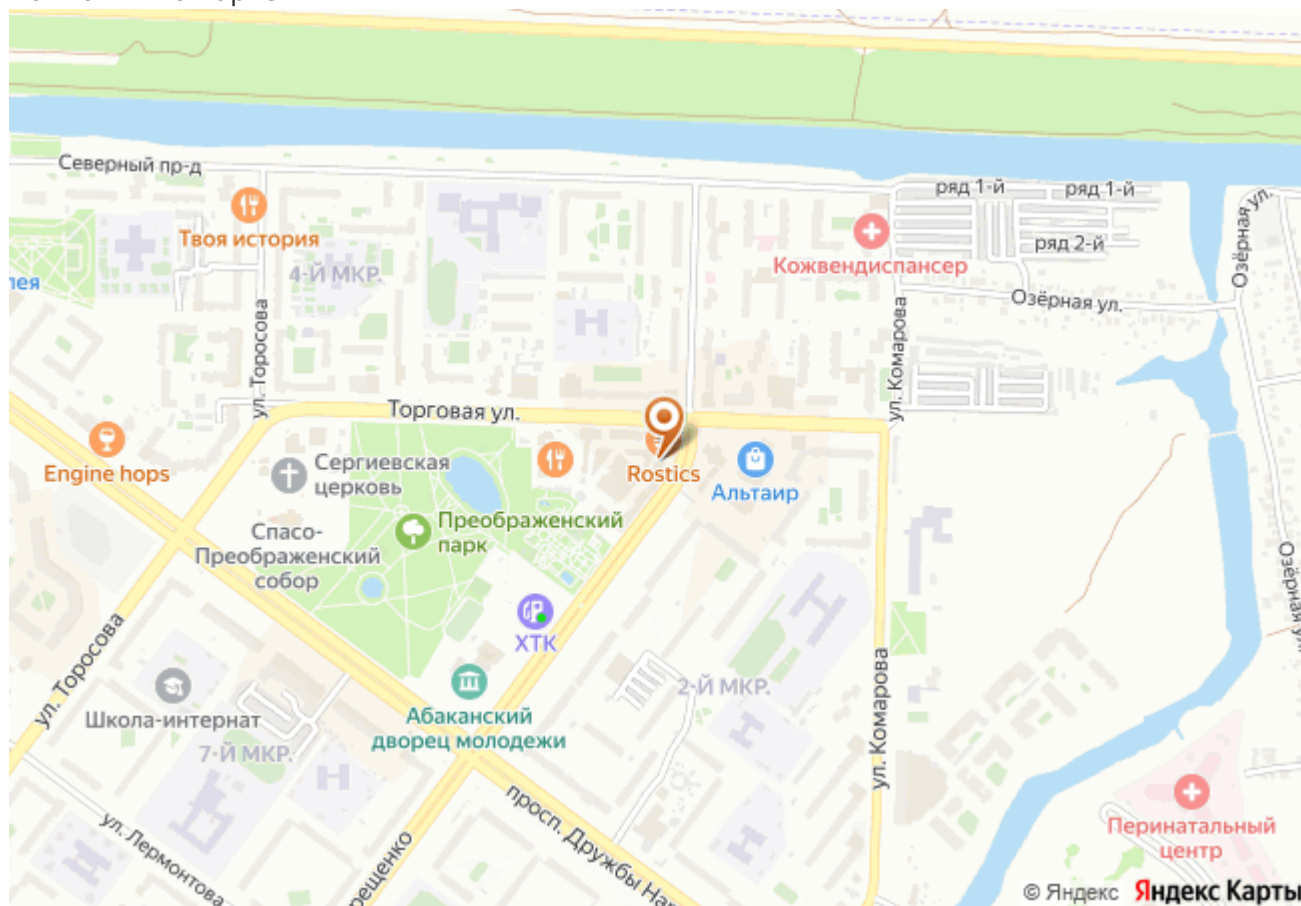 Северный пр-д
ряд 1-й
ряд 1-й
Озёрная ул.
Твоя история
ряд 2-й
4-Й МКР.
Кожвендиспансер
лея
Озёрная ул.
ул. Торосова
ул. Комарова
Торговая ул.
Engine hops
Сергиевская
церковь
Rostics
Альтаир
Преображенский
парк
Спасо-
Преображенский
собор
Озёрная ул.
ХТК
ул. Торосова
2-Й МКР.
Школа-интернат
Абаканский
дворец молодежи
7-Й МКР.
ул. Комарова
просп. Дружбы На
ул. Лермонтова
рещенко
Перинатальный
центр
© Яндекс Яндекс Карты